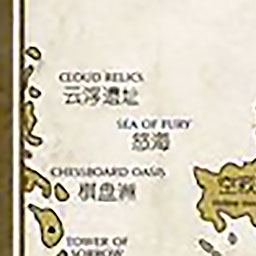 CLOUD RELICS
云浮遗址
SEA OF FURY
怒海
CHESSBOARD OASIS
棋盘洲
TOWER OF
SORROW